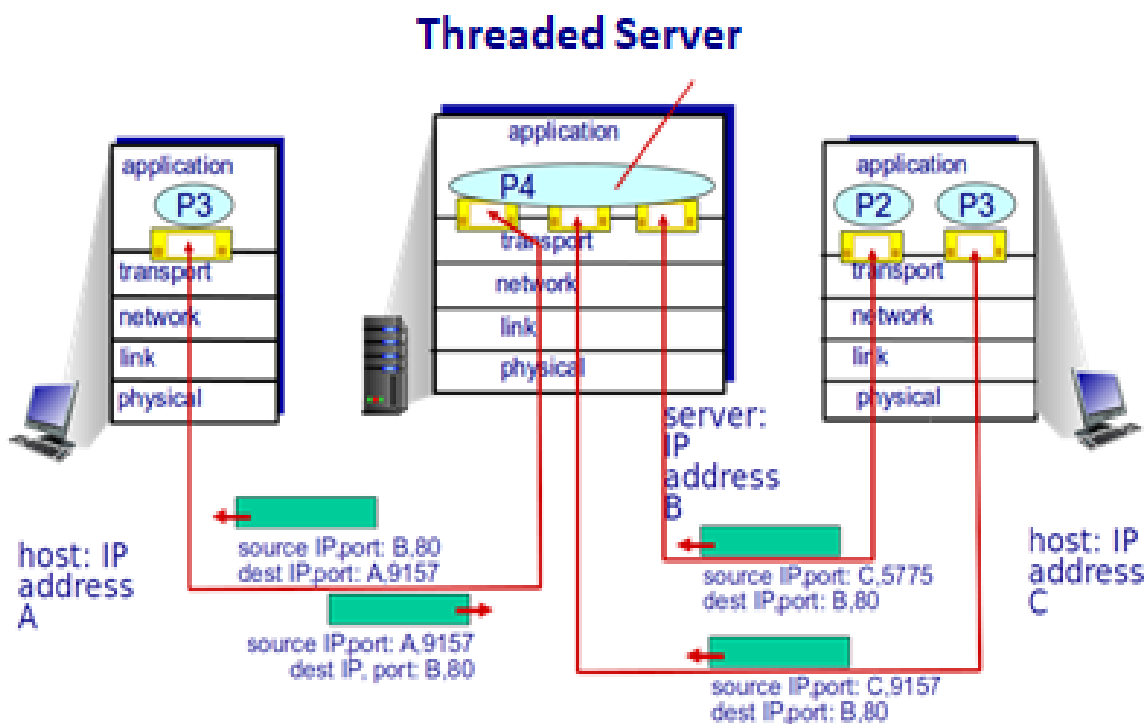 Threaded Server
application
P3
transport
network
link
physical
application
P4
transport
network
link
physical
application
P2
P3
transport
network
link
physical
server:
IP
address
B
host: IP
address
A
source IP,port: B,80
dest IP,port: A,9157
source IP,port: A,9157
dest IP, port: B,80
source IP,port: C,5775
dest IP,port: B,80
source IP,port: C,9157
dest IP,port: B,80
host: IP
address
C